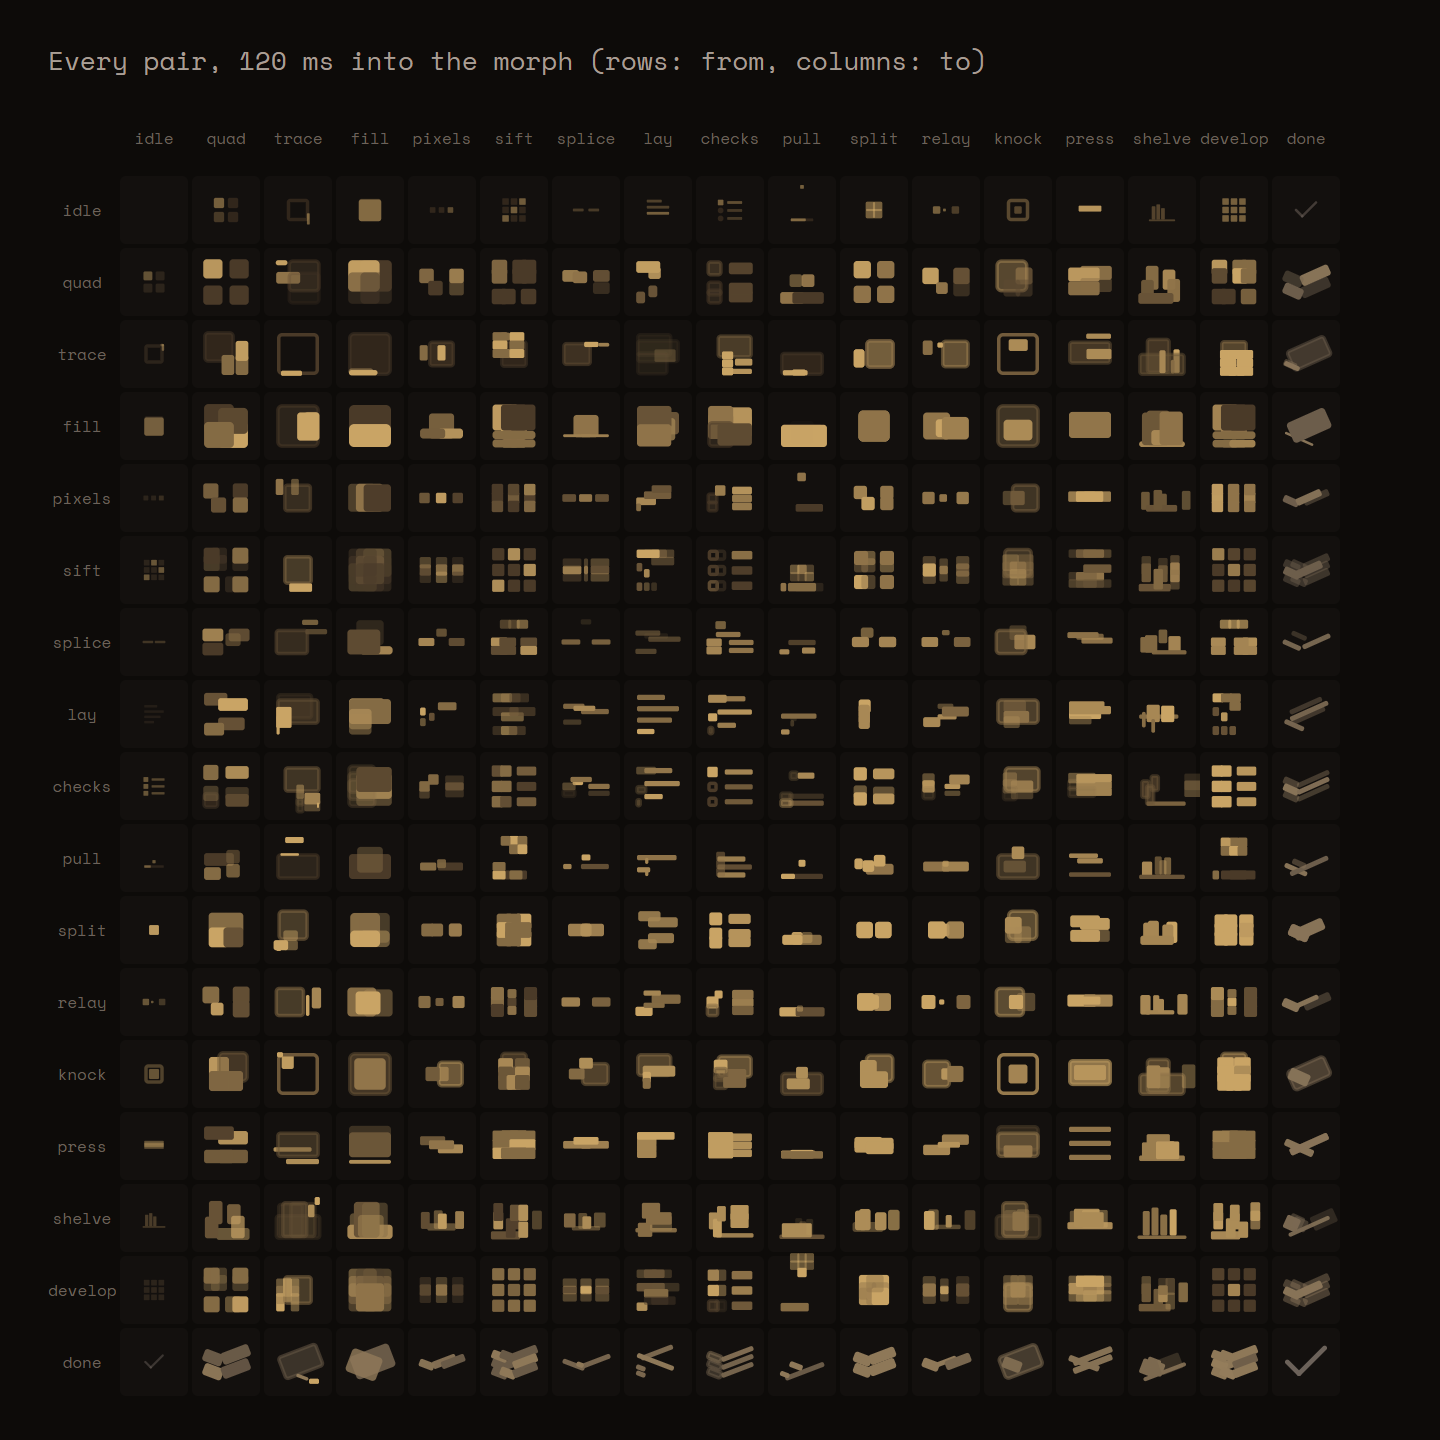 Every pair, 120 ms into the morph (rows: from, columns: to)
idle quad trace fill pixels sift splice lay checks pull split relay knock press shelve develop done
idle
quad
trace
fill
pixels
sift
splice
lay
checks
pull
split
relay
knock
press
shelve
develop
done